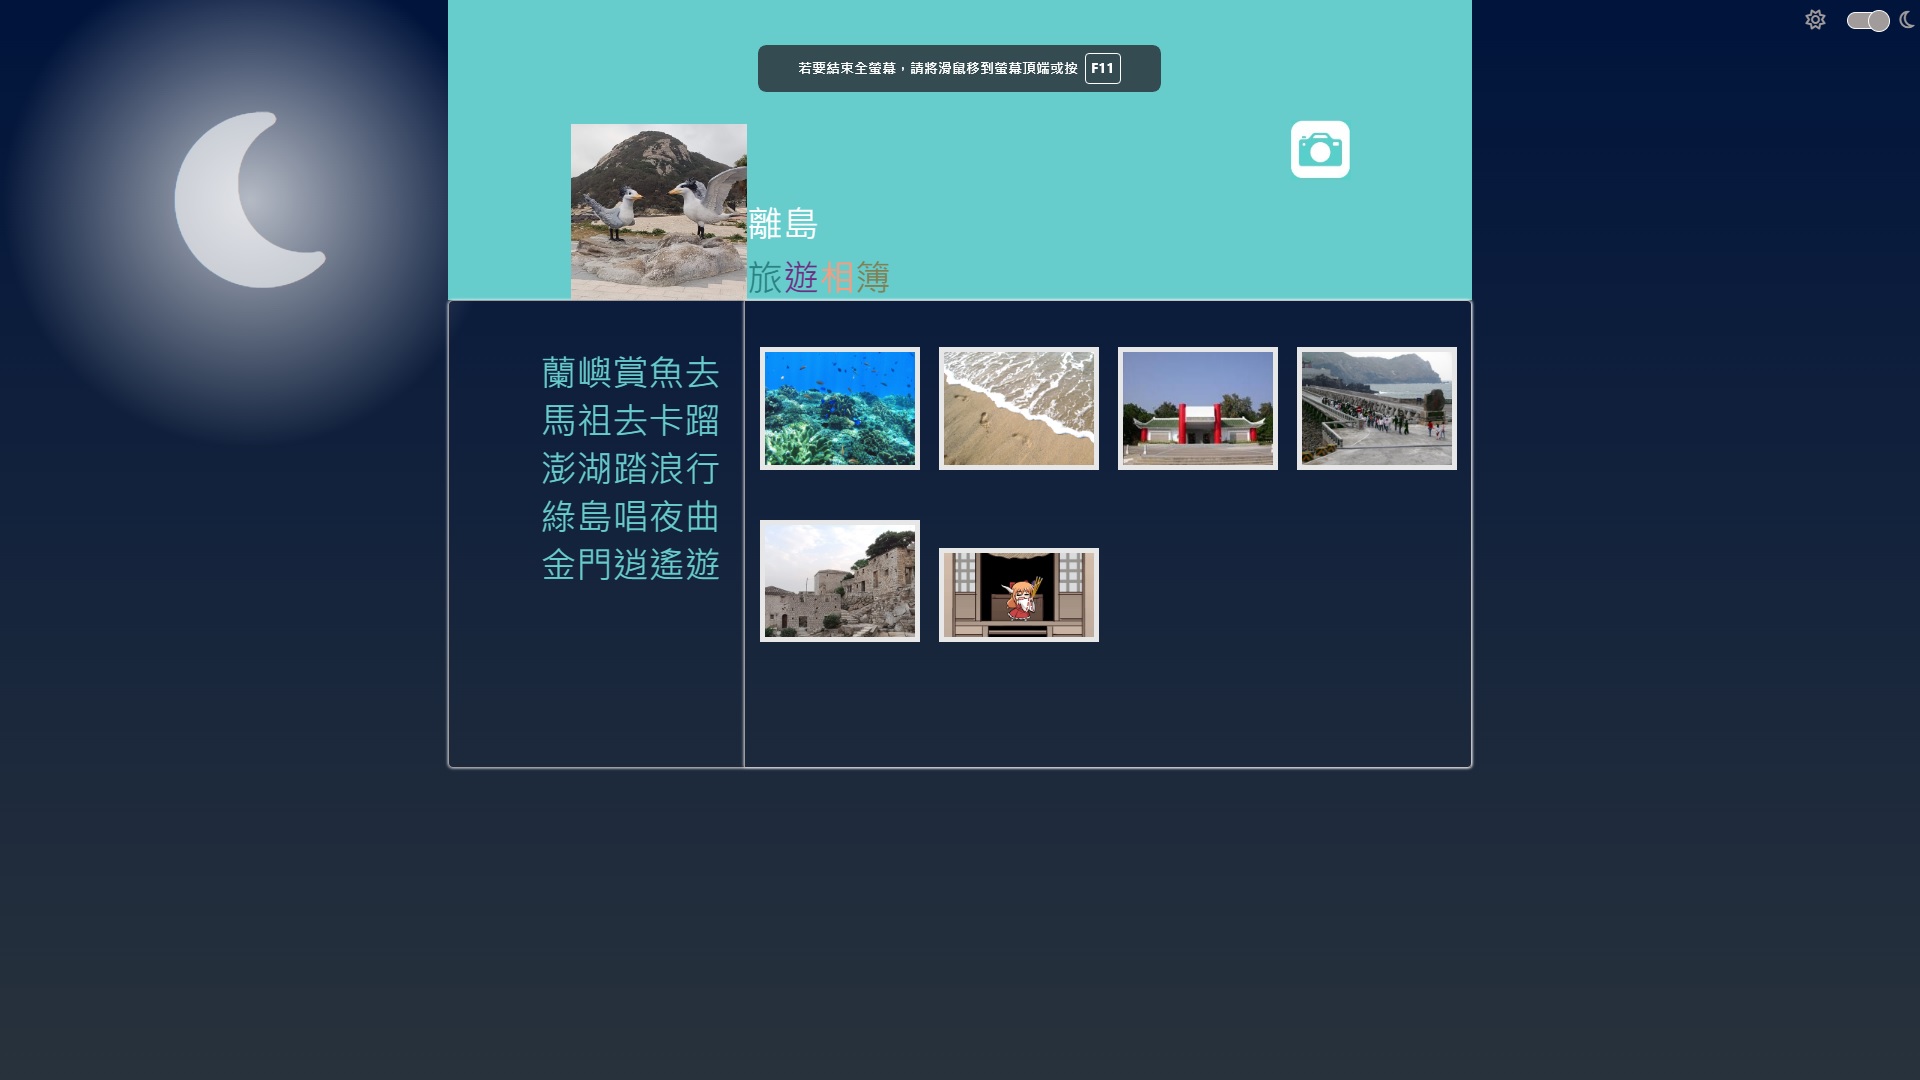 若要結束全螢幕，請將滑鼠移到螢幕頂端或按 F11
離島
旅遊相簿
蘭嶼賞魚去
馬祖去卡蹓
澎湖踏浪行
綠島唱夜曲
金門逍遙遊